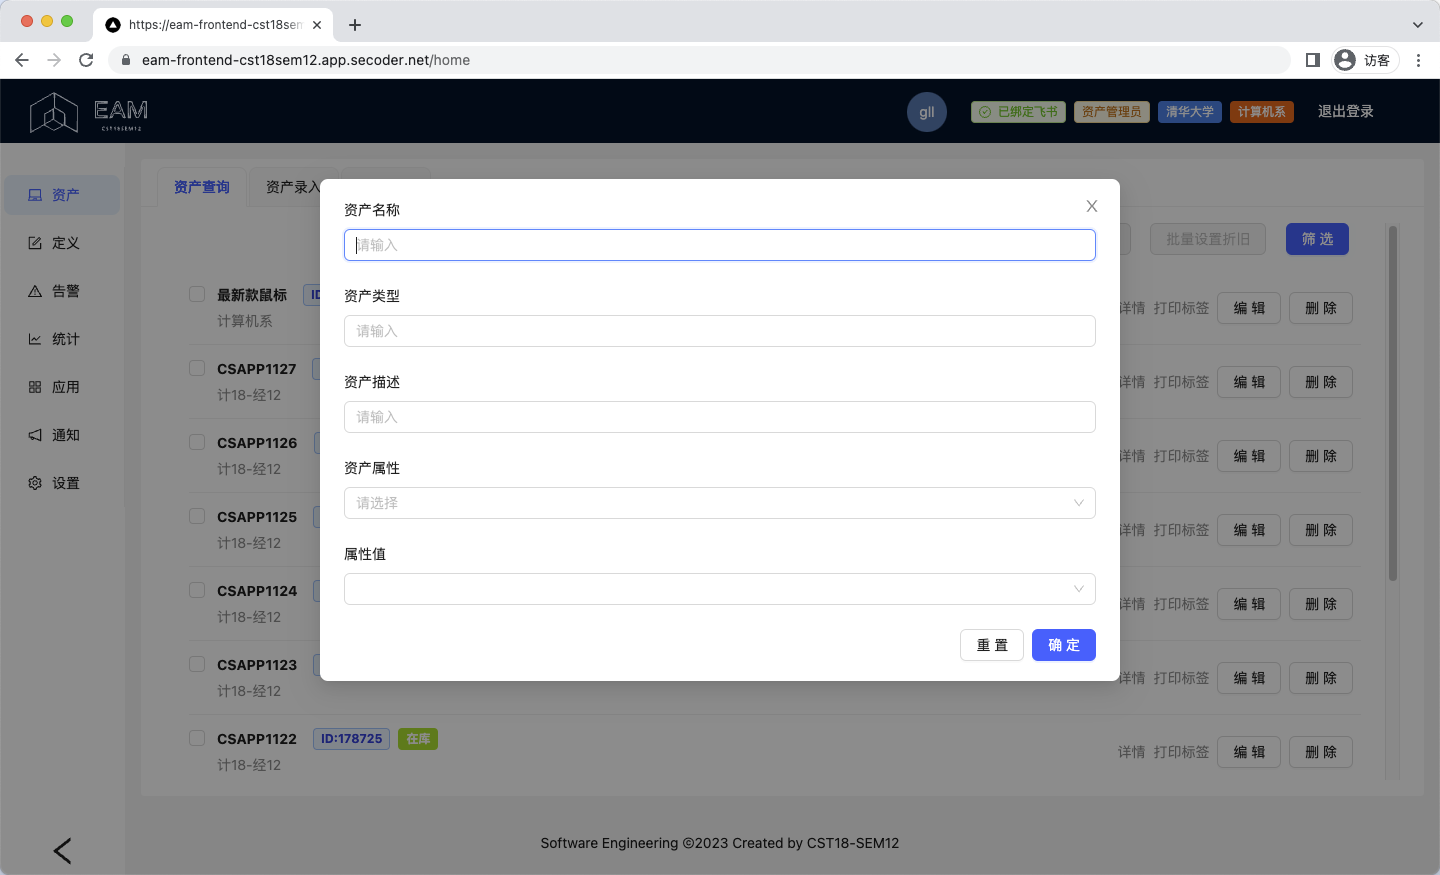 https://eam-frontend-cst18sem
eam-frontend-cst18sem12.app.secoder.net/home
访客
EAM
CST18SEM12
gll
已绑定飞书
资产管理员
清华大学
计算机系
退出登录
资产
定义
告警
统计
应用
通知
设置
资产查询
资产录入
批量设置折旧
筛选
资产名称
请输入
资产类型
请输入
资产描述
请输入
资产属性
请选择
属性值
重置
确定
最新款鼠标
计算机系
详情 打印标签 编辑 删除
CSAPP1127
计18-经12
详情 打印标签 编辑 删除
CSAPP1126
计18-经12
详情 打印标签 编辑 删除
CSAPP1125
计18-经12
详情 打印标签 编辑 删除
CSAPP1124
计18-经12
详情 打印标签 编辑 删除
CSAPP1123
计18-经12
详情 打印标签 编辑 删除
CSAPP1122 ID:178725 在库
计18-经12
详情 打印标签 编辑 删除
Software Engineering ©2023 Created by CST18-SEM12